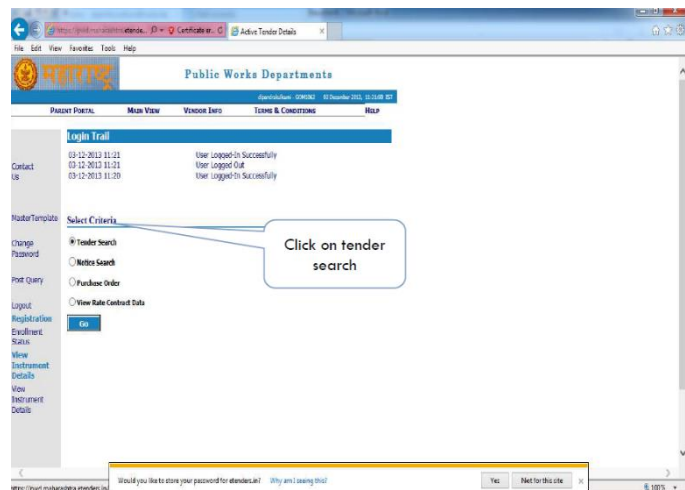 Certificate er...
Active Tender Details
File Edit View Favorites Tools Help
महाराष्ट्र
Public Works Departments
PARENT PORTAL MAIN VIEW VENDOR INFO TERMS & CONDITIONS HELP
Login Trail
03-12-2013 11:21 User Logged-In Successfully
03-12-2013 11:21 User Logged Out
03-12-2013 11:20 User Logged-In Successfully
Contact
Us
MasterTemplate
Change
Password
Post Query
Logout
Registration
Enrollment
Status
View
Instrument
Details
View
Instrument
Details
Select Criteria
Tender Search
Notice Search
Purchase Order
View Rate Contract Data
Go
Click on tender
search
Would you like to store your password for etenders.in? Why am I seeing this?
Yes Not for this site
100%